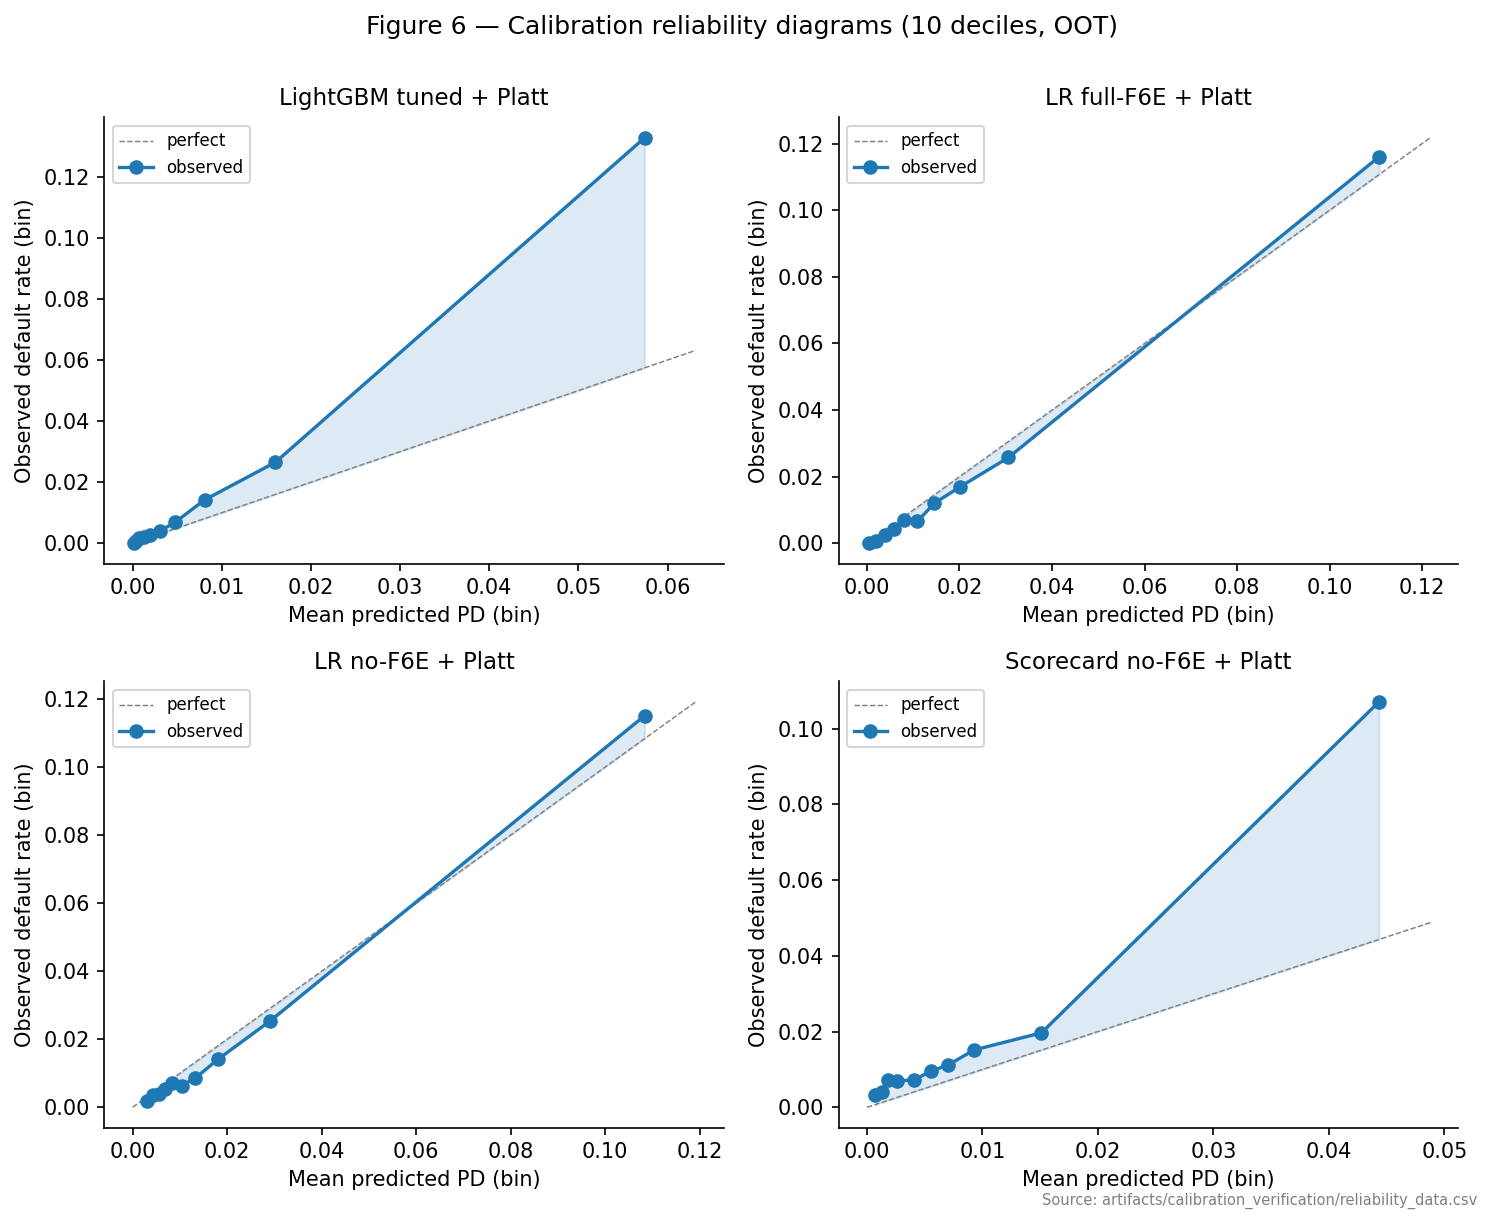 Figure 6 — Calibration reliability diagrams (10 deciles, OOT)
LightGBM tuned + Platt
perfect
observed
Observed default rate (bin)
0.12
0.10
0.08
0.06
0.04
0.02
0.00
0.00 0.01 0.02 0.03 0.04 0.05 0.06
Mean predicted PD (bin)
LR full-F6E + Platt
perfect
observed
Observed default rate (bin)
0.12
0.10
0.08
0.06
0.04
0.02
0.00
0.00 0.02 0.04 0.06 0.08 0.10 0.12
Mean predicted PD (bin)
LR no-F6E + Platt
perfect
observed
Observed default rate (bin)
0.12
0.10
0.08
0.06
0.04
0.02
0.00
0.00 0.02 0.04 0.06 0.08 0.10 0.12
Mean predicted PD (bin)
Scorecard no-F6E + Platt
perfect
observed
Observed default rate (bin)
0.10
0.08
0.06
0.04
0.02
0.00
0.00 0.01 0.02 0.03 0.04 0.05
Mean predicted PD (bin)
Source: artifacts/calibration_verification/reliability_data.csv